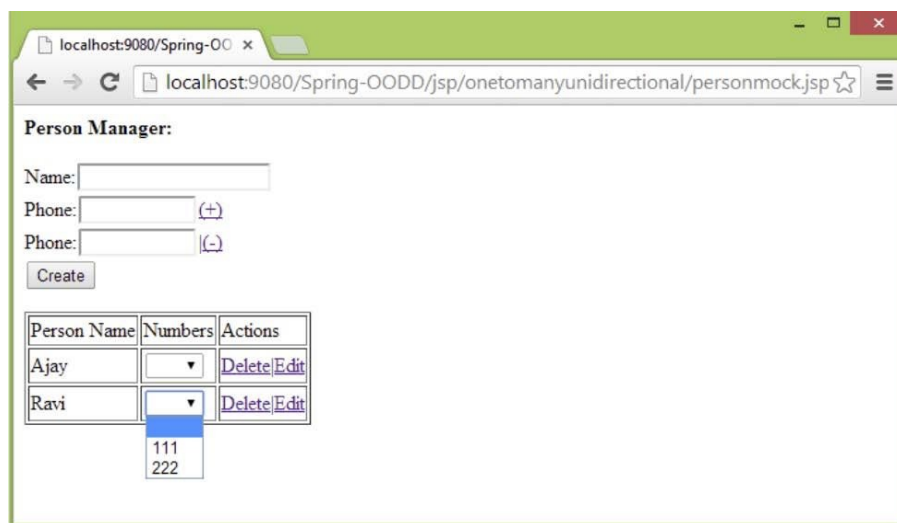 localhost:9080/Spring-OO
localhost:9080/Spring-OODD/jsp/onetomanyunidirectional/personmock.jsp
Person Manager:
Name:
Phone: (+)
Phone: |(-)
Create
Person Name Numbers Actions
Ajay Delete|Edit
Ravi Delete|Edit
111
222